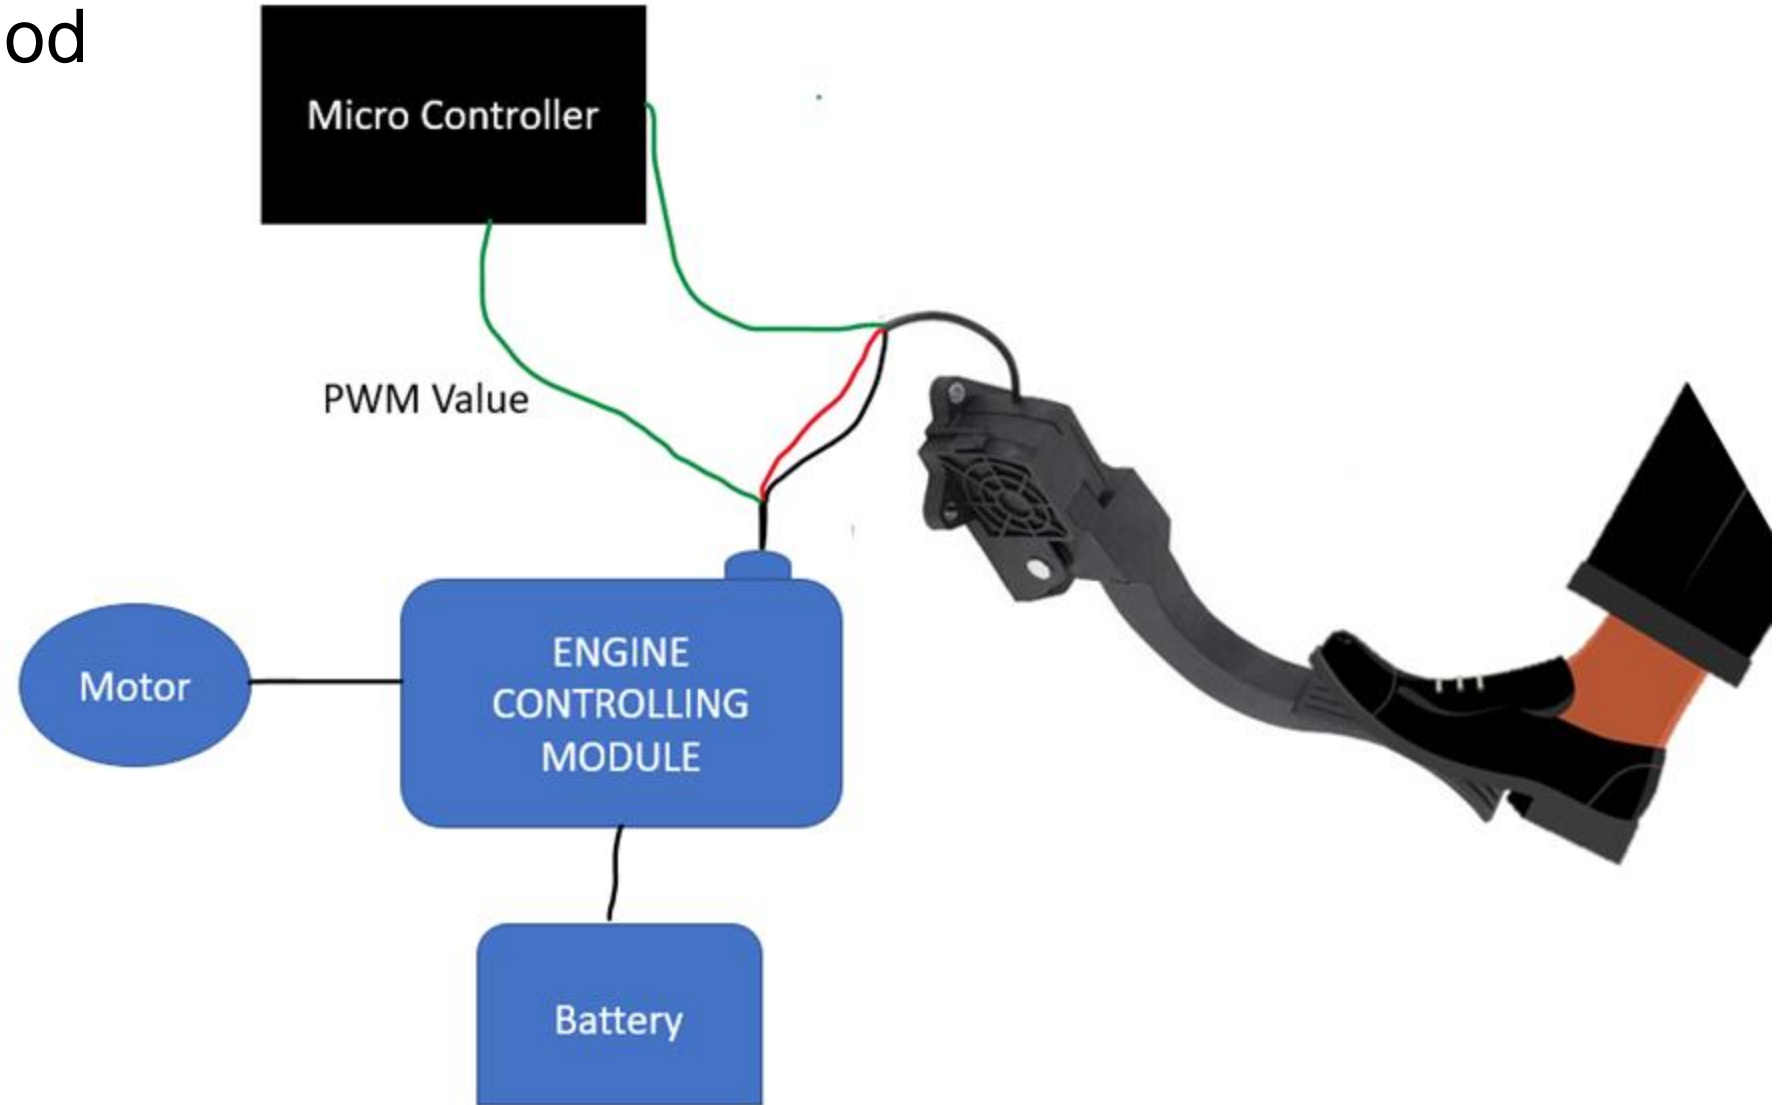 od
Micro Controller
PWM Value
ENGINE
CONTROLLING
MODULE
Motor
Battery